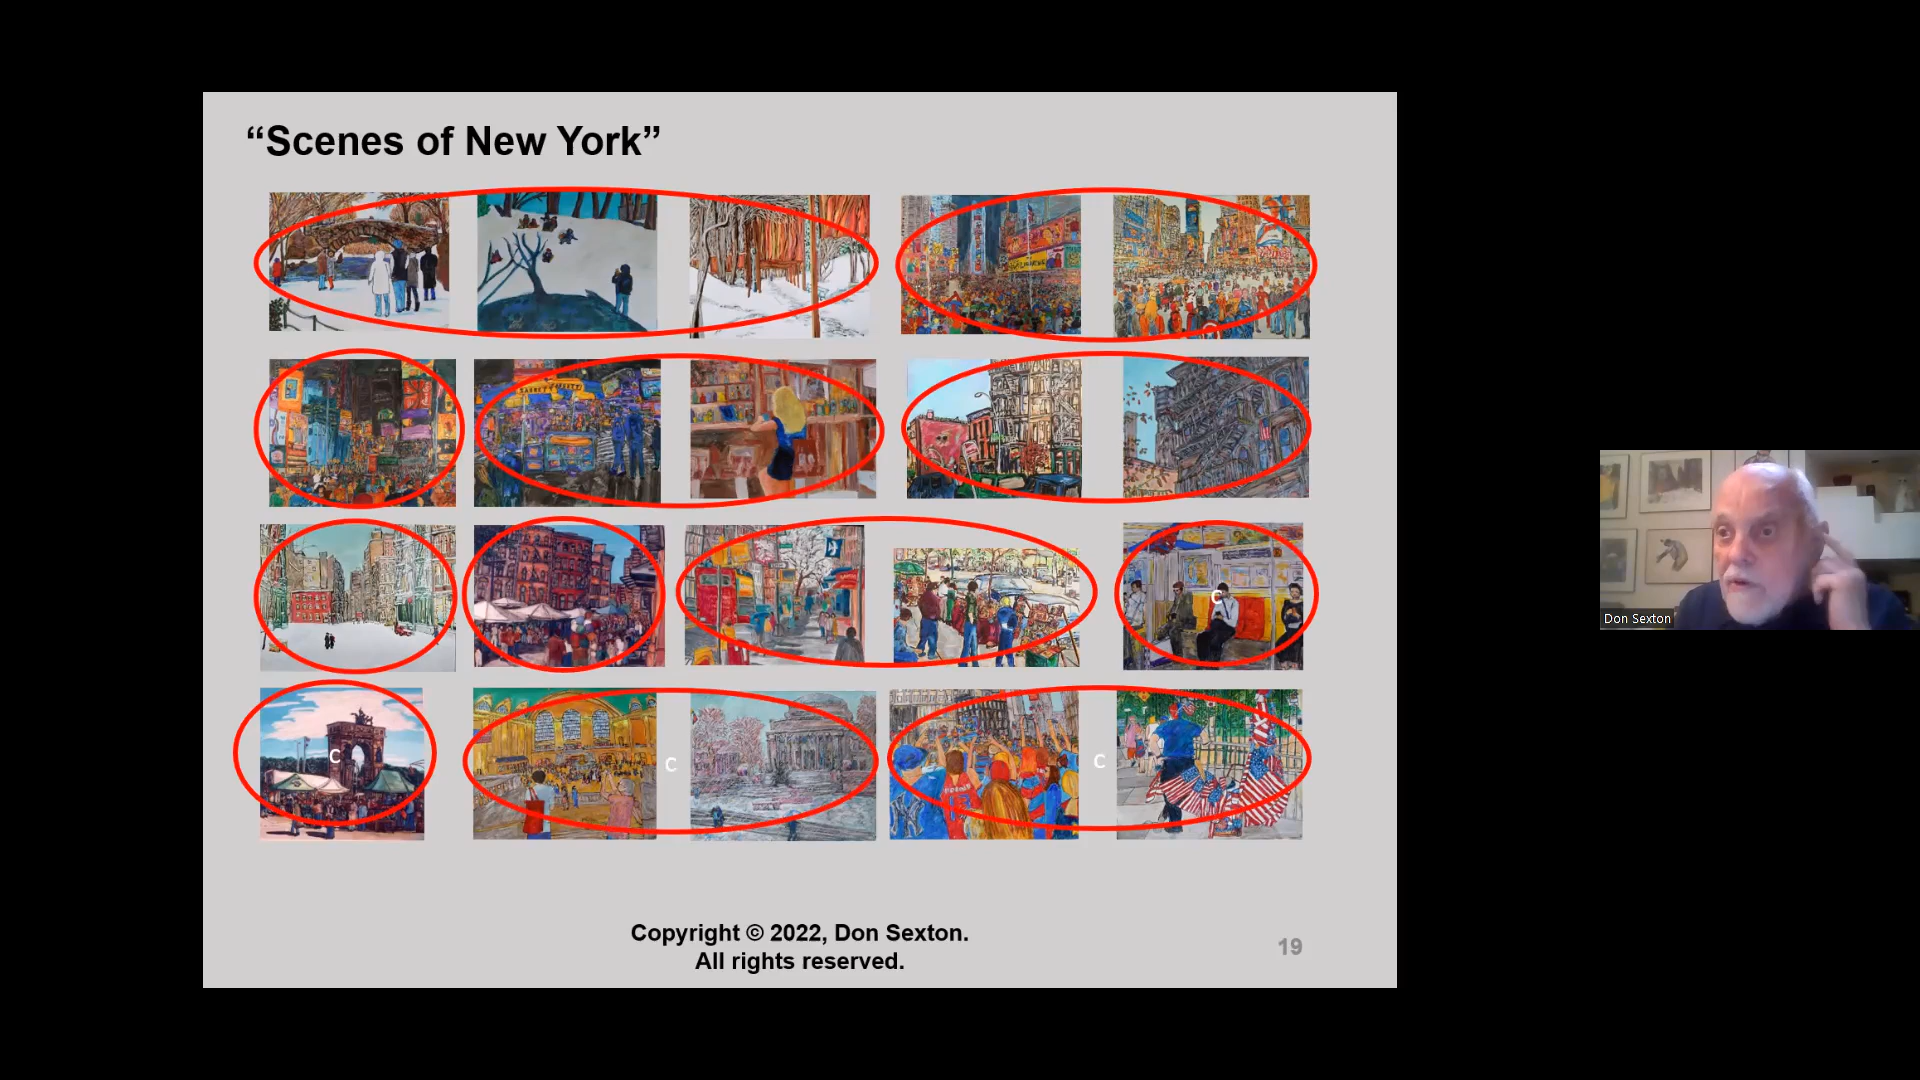 “Scenes of New York”
C
C
C
C
Copyright © 2022, Don Sexton.
All rights reserved.
19
Don Sexton